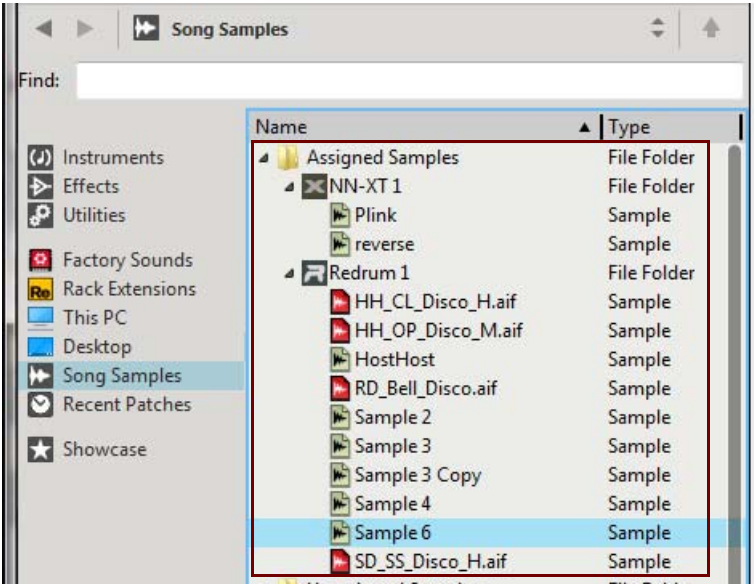 Song Samples
Find:
Name Type
Instruments
Effects
Utilities
Factory Sounds
Re Rack Extensions
This PC
Desktop
Song Samples
Recent Patches
Showcase
Assigned Samples File Folder
NN-XT 1 File Folder
Plink Sample
reverse Sample
Redrum 1 File Folder
HH_CL_Disco_H.aif Sample
HH_OP_Disco_M.aif Sample
HostHost Sample
RD_Bell_Disco.aif Sample
Sample 2 Sample
Sample 3 Sample
Sample 3 Copy Sample
Sample 4 Sample
Sample 6 Sample
SD_SS_Disco_H.aif Sample